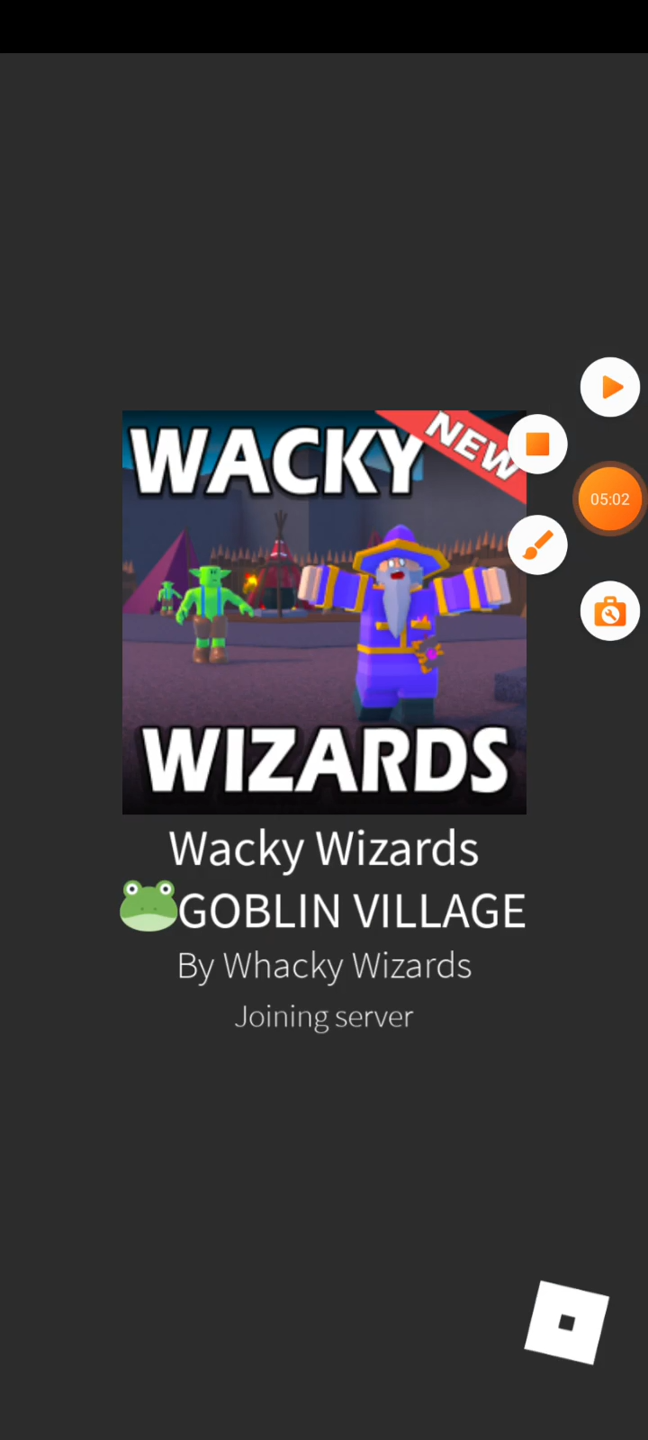 WACKY
NEW
WIZARDS
05:02
Wacky Wizards
🐸GOBLIN VILLAGE
By Whacky Wizards
Joining server